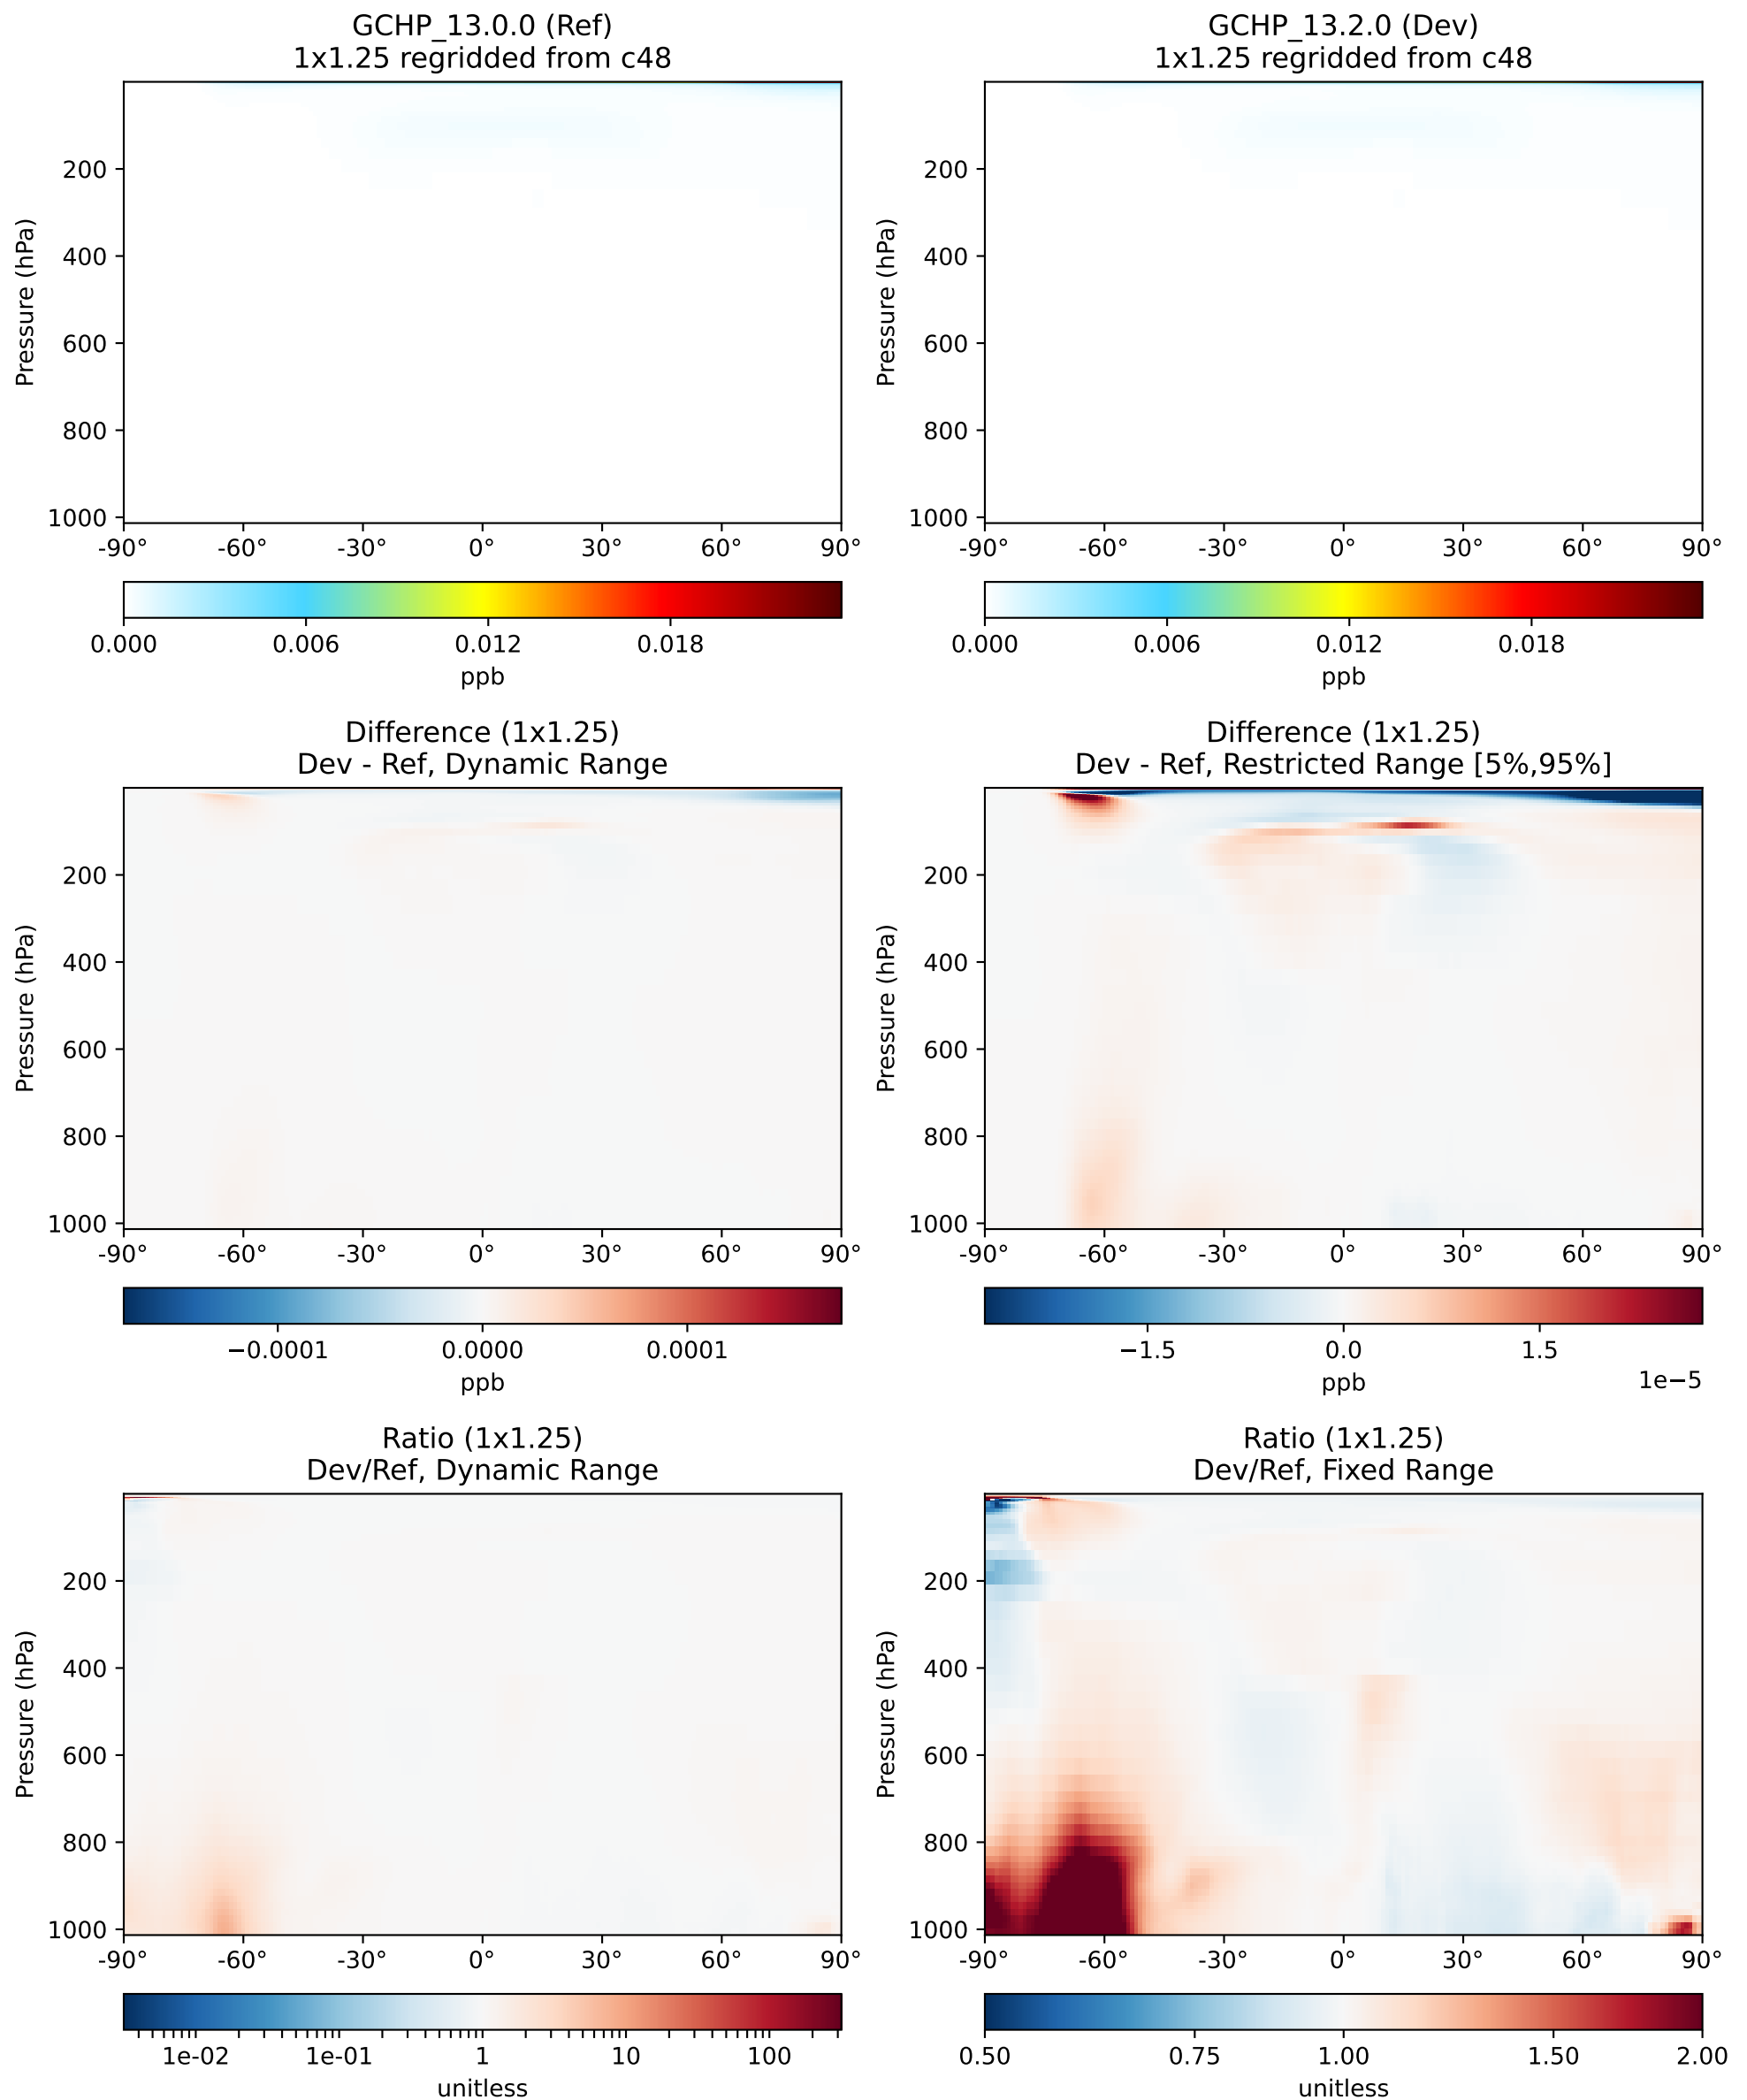 GCHP_13.0.0 (Ref)
1x1.25 regridded from c48
GCHP_13.2.0 (Dev)
1x1.25 regridded from c48
Pressure (hPa)
200
400
600
800
1000
-90° -60° -30° 0° 30° 60° 90°
0.000 0.006 0.012 0.018
ppb
Pressure (hPa)
200
400
600
800
1000
-90° -60° -30° 0° 30° 60° 90°
0.000 0.006 0.012 0.018
ppb
Difference (1x1.25)
Dev - Ref, Dynamic Range
Difference (1x1.25)
Dev - Ref, Restricted Range [5%,95%]
Pressure (hPa)
200
400
600
800
1000
-90° -60° -30° 0° 30° 60° 90°
−0.0001 0.0000 0.0001
ppb
Pressure (hPa)
200
400
600
800
1000
-90° -60° -30° 0° 30° 60° 90°
−1.5 0.0 1.5
1e−5
ppb
Ratio (1x1.25)
Dev/Ref, Dynamic Range
Ratio (1x1.25)
Dev/Ref, Fixed Range
Pressure (hPa)
200
400
600
800
1000
-90° -60° -30° 0° 30° 60° 90°
1e-02 1e-01 1 10 100
unitless
Pressure (hPa)
200
400
600
800
1000
-90° -60° -30° 0° 30° 60° 90°
0.50 0.75 1.00 1.50 2.00
unitless